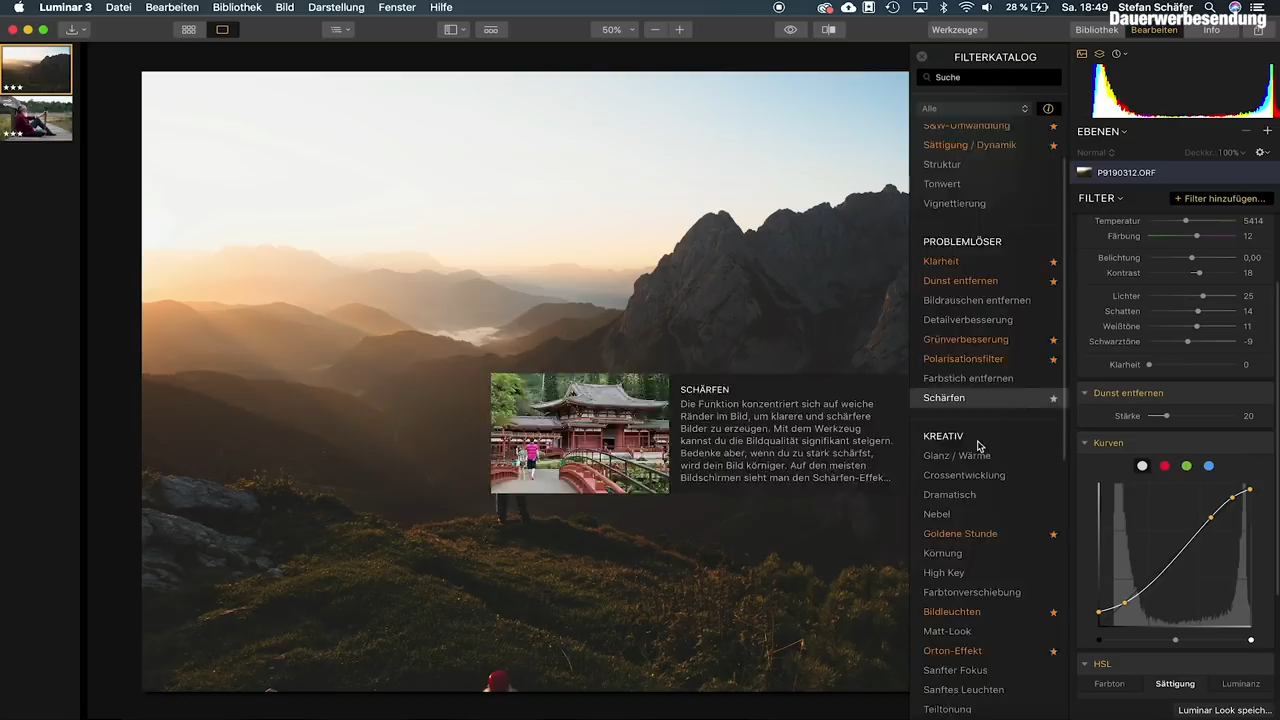 Luminar 3 Datei Bearbeiten Bibliothek Bild Darstellung Fenster Hilfe
28% Sa. 18:49 Stefan Schäfer
Dauerwerbesendung
50% Werkzeuge Bibliothek Bearbeiten Info
FILTERKATALOG
Suche
Alle
S&W-Umwandlung
Sättigung / Dynamik
Struktur
Tonwert
Vignettierung
PROBLEMLÖSER
Klarheit
Dunst entfernen
Bildrauschen entfernen
Detailverbesserung
Grünverbesserung
Polarisationsfilter
Farbstich entfernen
Schärfen
KREATIV
Glanz / Wärme
Crossentwicklung
Dramatisch
Nebel
Goldene Stunde
Körnung
High Key
Farbtonverschiebung
Bildleuchten
Matt-Look
Orton-Effekt
Sanfter Fokus
Sanftes Leuchten
Teiltonung
SCHÄRFEN
Die Funktion konzentriert sich auf weiche
Ränder im Bild, um klarere und schärfere
Bilder zu erzeugen. Mit dem Werkzeug
kannst du die Bildqualität signifikant steigern.
Bedenke aber, wenn du zu stark schärfst,
wird dein Bild körniger. Auf den meisten
Bildschirmen sieht man den Schärfen-Effek...
EBENEN
Normal Deckkr.: 100%
P9190312.ORF
FILTER + Filter hinzufügen...
Temperatur 5414
Färbung 12
Belichtung 0,00
Kontrast 18
Lichter 25
Schatten 14
Weißtöne 11
Schwarztöne -9
Klarheit 0
Dunst entfernen
Stärke 20
Kurven
HSL
Farbton Sättigung Luminanz
Luminar Look speich...